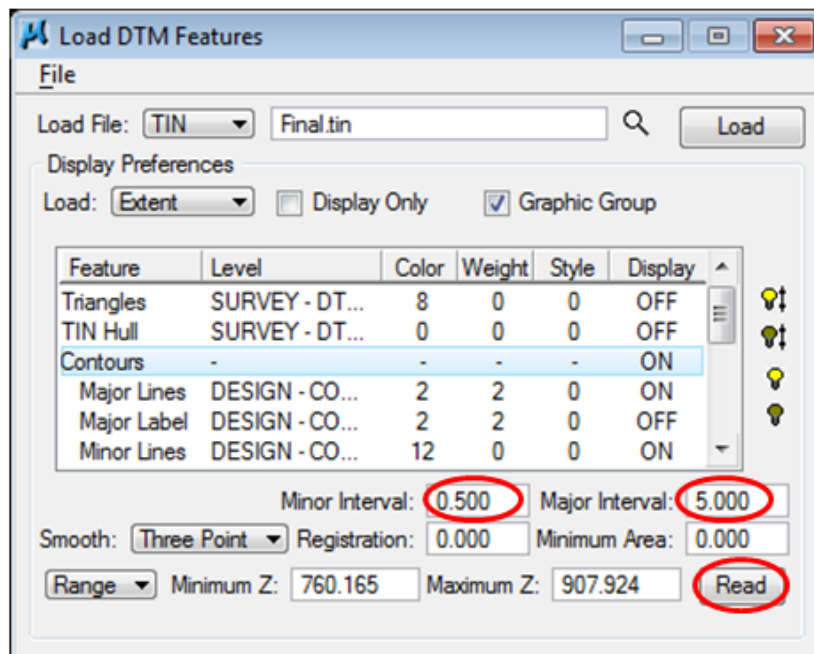 Load DTM Features
File
Load File: TIN Final.tin Load
Display Preferences
Load: Extent Display Only Graphic Group
Feature Level Color Weight Style Display
Triangles SURVEY - DT... 8 0 0 OFF
TIN Hull SURVEY - DT... 0 0 0 OFF
Contours - - - - ON
Major Lines DESIGN - CO... 2 2 0 ON
Major Label DESIGN - CO... 2 2 0 OFF
Minor Lines DESIGN - CO... 12 0 0 ON
Minor Interval: 0.500 Major Interval: 5.000
Smooth: Three Point Registration: 0.000 Minimum Area: 0.000
Range Minimum Z: 760.165 Maximum Z: 907.924 Read